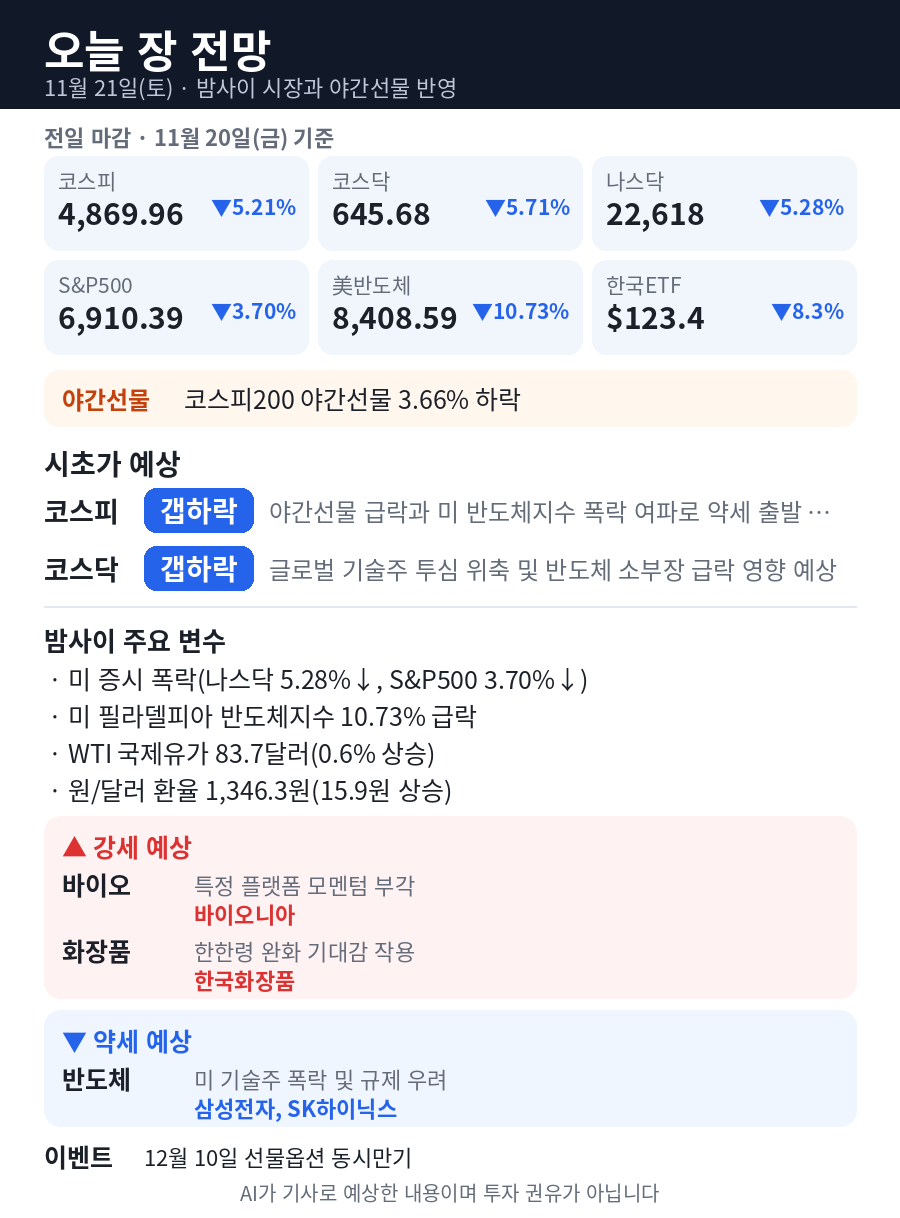 오늘 장 전망
11월 21일(토) · 밤사이 시장과 야간선물 반영
전일 마감 · 11월 20일(금) 기준
코스피
4,869.96 ▼5.21%
코스닥
645.68 ▼5.71%
나스닥
22,618 ▼5.28%
S&P500
6,910.39 ▼3.70%
美반도체
8,408.59 ▼10.73%
한국ETF
$123.4 ▼8.3%
야간선물 코스피200 야간선물 3.66% 하락
시초가 예상
코스피 갭하락 야간선물 급락과 미 반도체지수 폭락 여파로 약세 출발 …
코스닥 갭하락 글로벌 기술주 투심 위축 및 반도체 소부장 급락 영향 예상
밤사이 주요 변수
· 미 증시 폭락(나스닥 5.28%↓, S&P500 3.70%↓)
· 미 필라델피아 반도체지수 10.73% 급락
· WTI 국제유가 83.7달러(0.6% 상승)
· 원/달러 환율 1,346.3원(15.9원 상승)
▲ 강세 예상
바이오 특정 플랫폼 모멘텀 부각
바이오니아
화장품 한한령 완화 기대감 작용
한국화장품
▼ 약세 예상
반도체 미 기술주 폭락 및 규제 우려
삼성전자, SK하이닉스
이벤트 12월 10일 선물옵션 동시만기
AI가 기사로 예상한 내용이며 투자 권유가 아닙니다